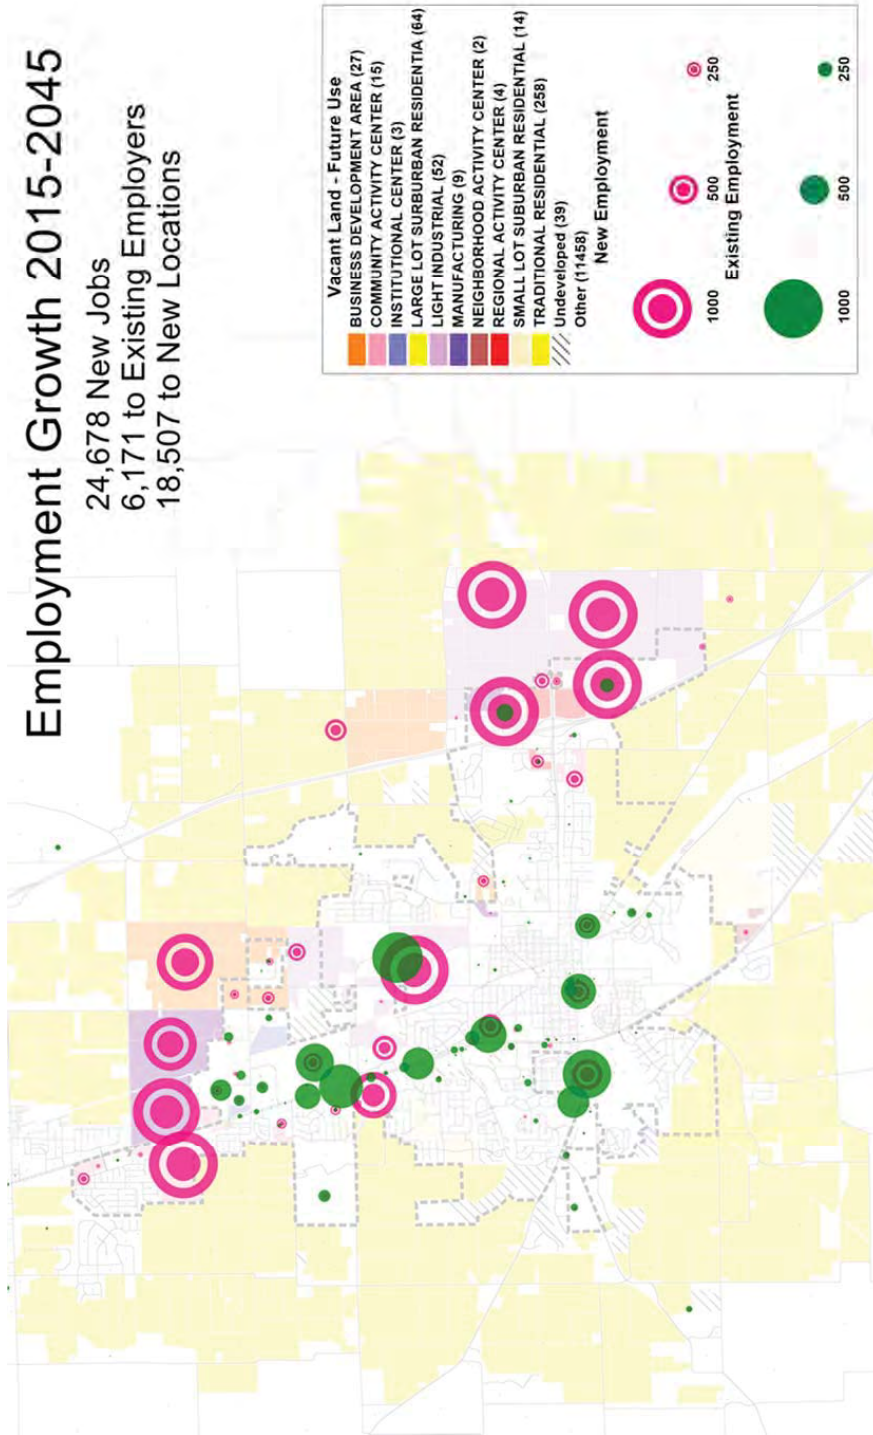 Employment Growth 2015-2045
24,678 New Jobs
6,171 to Existing Employers
18,507 to New Locations
Vacant Land - Future Use
BUSINESS DEVELOPMENT AREA (27)
COMMUNITY ACTIVITY CENTER (15)
INSTITUTIONAL CENTER (3)
LARGE LOT SURBURBAN RESIDENTIA (64)
LIGHT INDUSTRIAL (52)
MANUFACTURING (9)
NEIGHBORHOOD ACTIVITY CENTER (2)
REGIONAL ACTIVITY CENTER (4)
SMALL LOT SUBURBAN RESIDENTIAL (14)
TRADITIONAL RESIDENTIAL (258)
Undeveloped (39)
Other (11458)
New Employment
1000 500 250
Existing Employment
1000 500 250